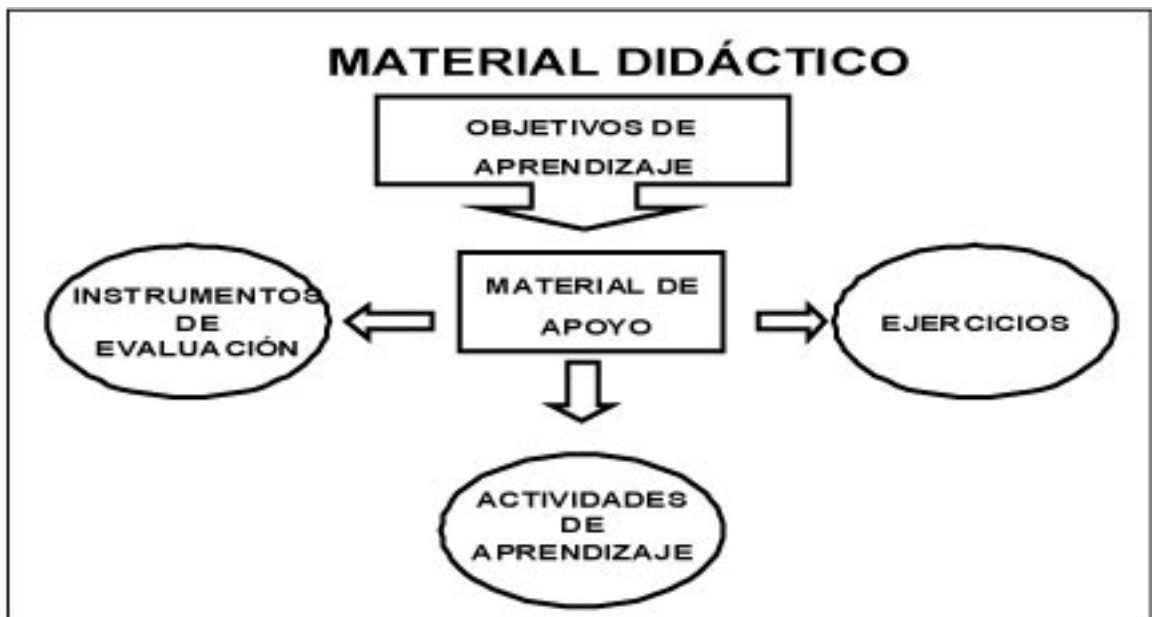 MATERIAL DIDÁCTICO
OBJETIVOS DE
APRENDIZAJE
INSTRUMENTOS
DE
EVALUACIÓN
MATERIAL DE
APOYO
EJERCICIOS
ACTIVIDADES
DE
APRENDIZAJE